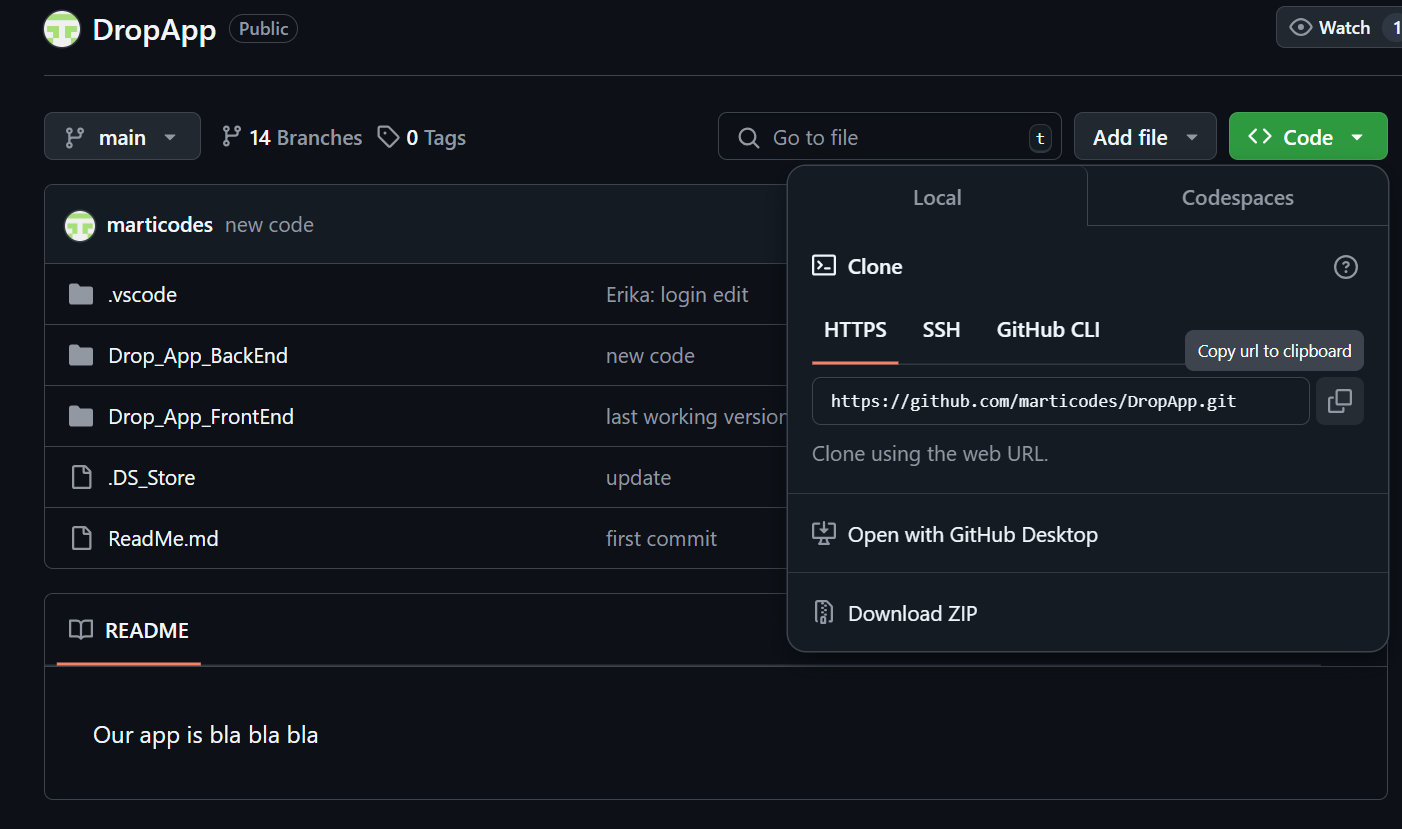 DropApp Public
Watch 1
main 14 Branches 0 Tags
Go to file t
Add file
<> Code
Local Codespaces
marticodes new code
Clone
.vscode Erika: login edit
HTTPS SSH GitHub CLI
Copy url to clipboard
Drop_App_BackEnd new code
https://github.com/marticodes/DropApp.git
Drop_App_FrontEnd last working version
Clone using the web URL.
.DS_Store update
Open with GitHub Desktop
ReadMe.md first commit
Download ZIP
README
Our app is bla bla bla